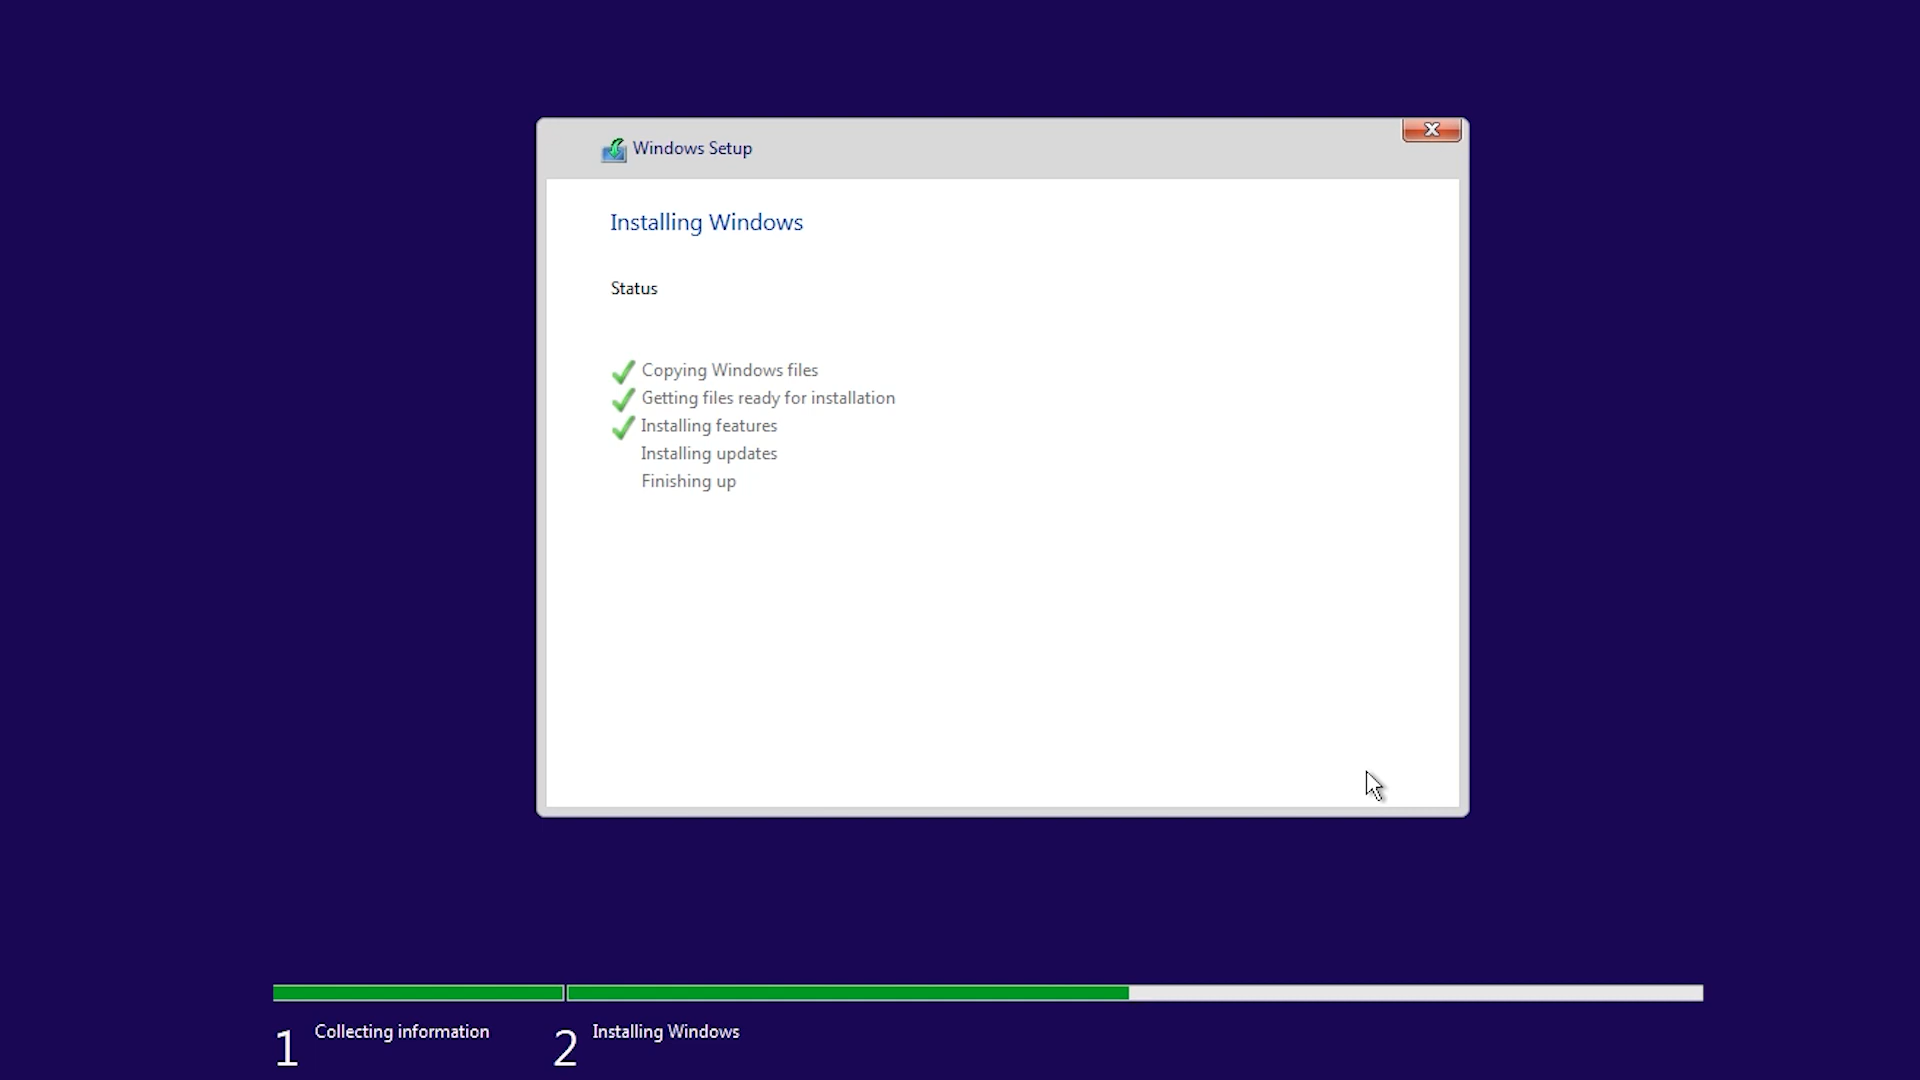 Windows Setup
Installing Windows
Status
Copying Windows files
Getting files ready for installation
Installing features
Installing updates
Finishing up
1 Collecting information
2 Installing Windows